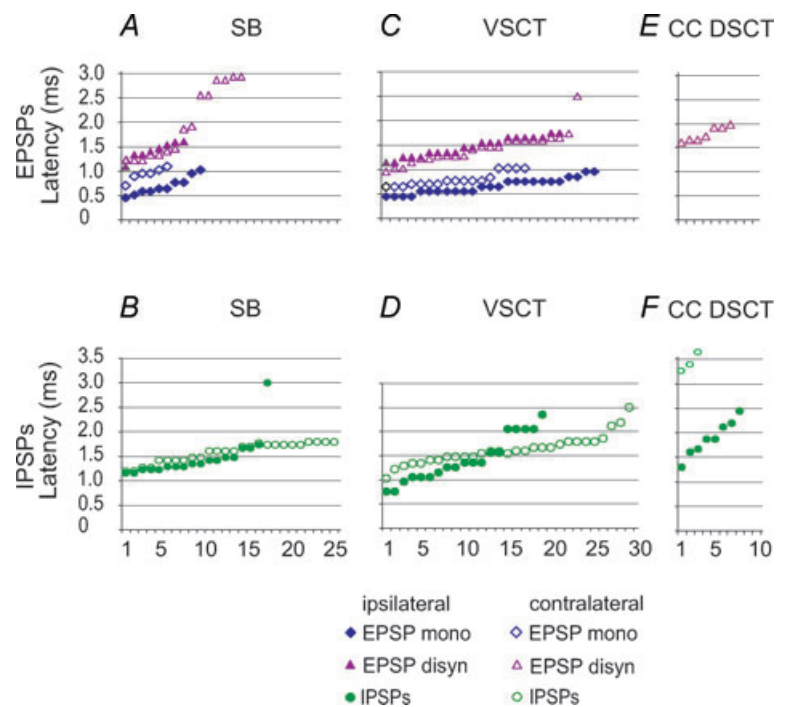 A SB C VSCT E CC DSCT
EPSPs
Latency (ms)
3.0
2.5
2.0
1.5
1.0
0.5
0
B SB D VSCT F CC DSCT
IPSPs
Latency (ms)
3.5
3.0
2.5
2.0
1.5
1.0
0.5
0
1 5 10 15 20 25 1 5 10 15 20 25 30 1 5 10
ipsilateral contralateral
EPSP mono EPSP mono
EPSP disyn EPSP disyn
IPSPs IPSPs